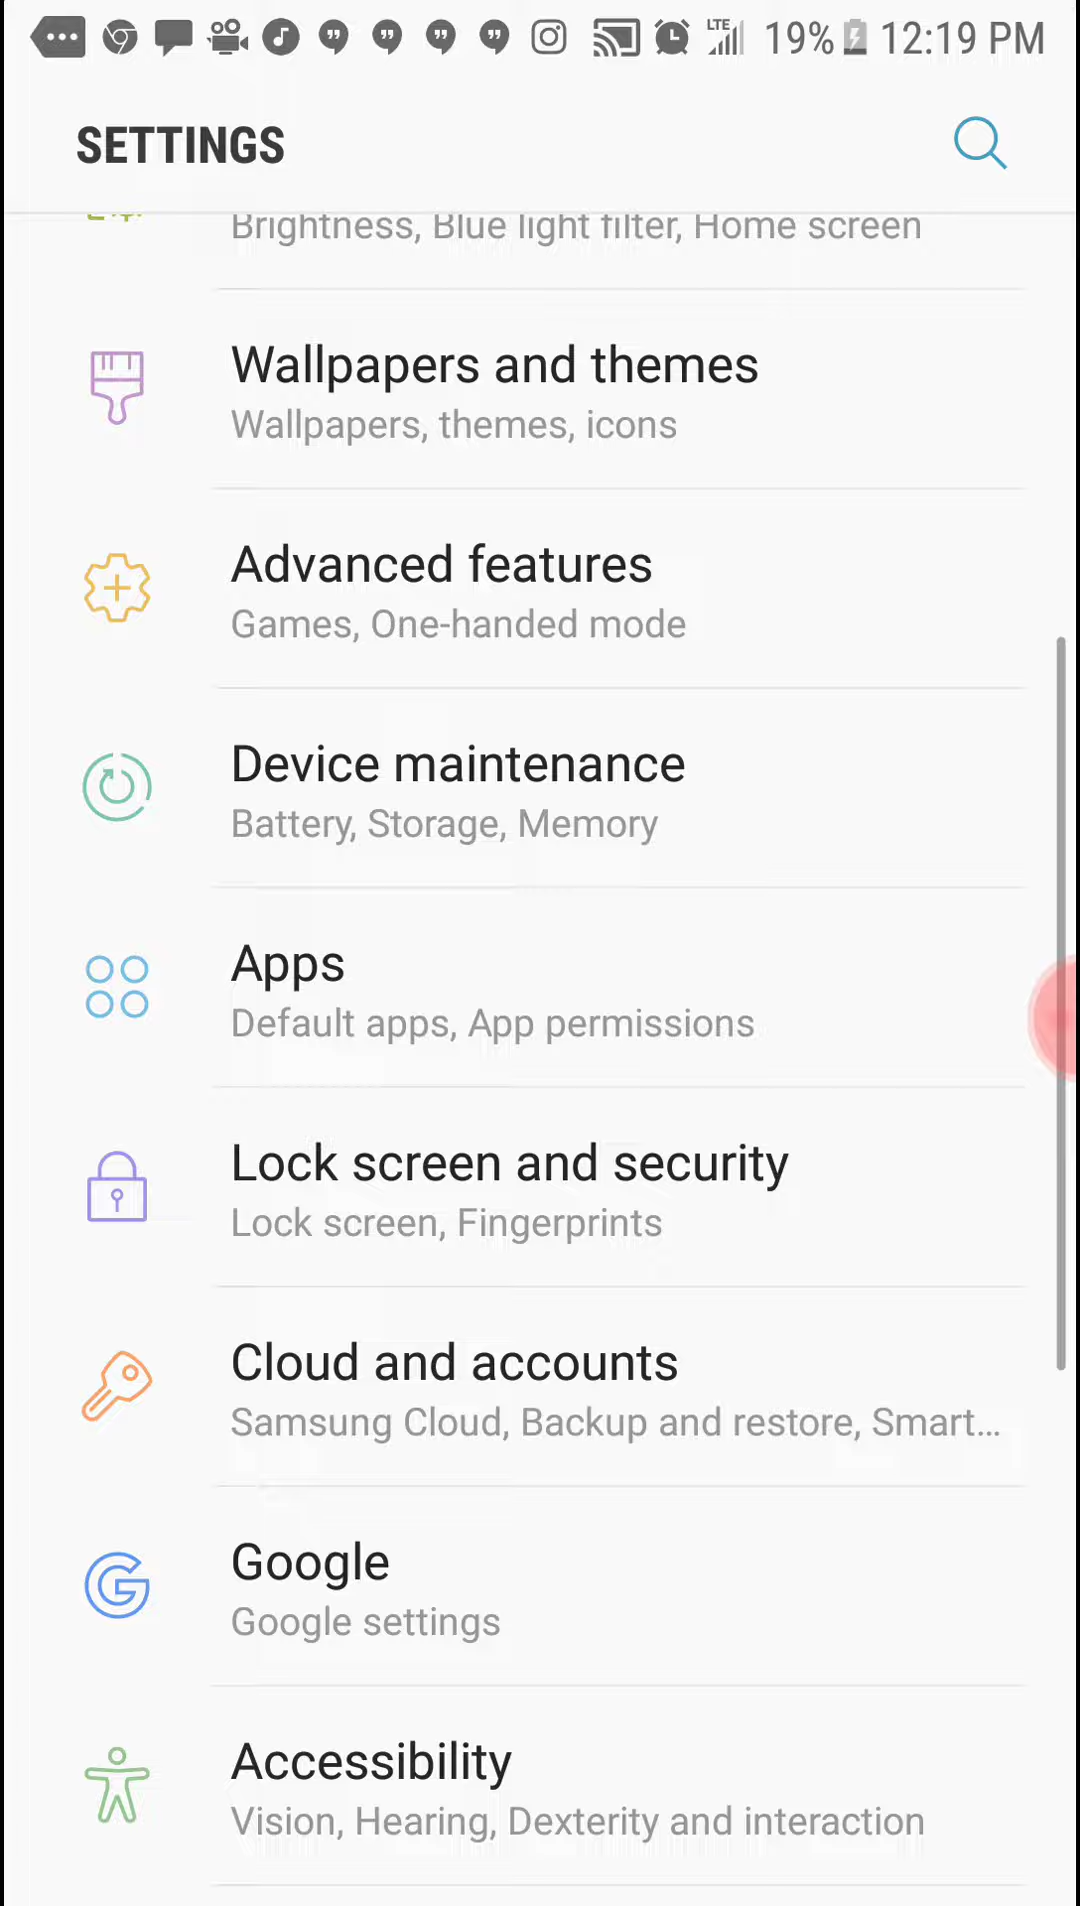 LTE 19% 12:19 PM
SETTINGS
Brightness, Blue light filter, Home screen
Wallpapers and themes
Wallpapers, themes, icons
Advanced features
Games, One-handed mode
Device maintenance
Battery, Storage, Memory
Apps
Default apps, App permissions
Lock screen and security
Lock screen, Fingerprints
Cloud and accounts
Samsung Cloud, Backup and restore, Smart...
Google
Google settings
Accessibility
Vision, Hearing, Dexterity and interaction